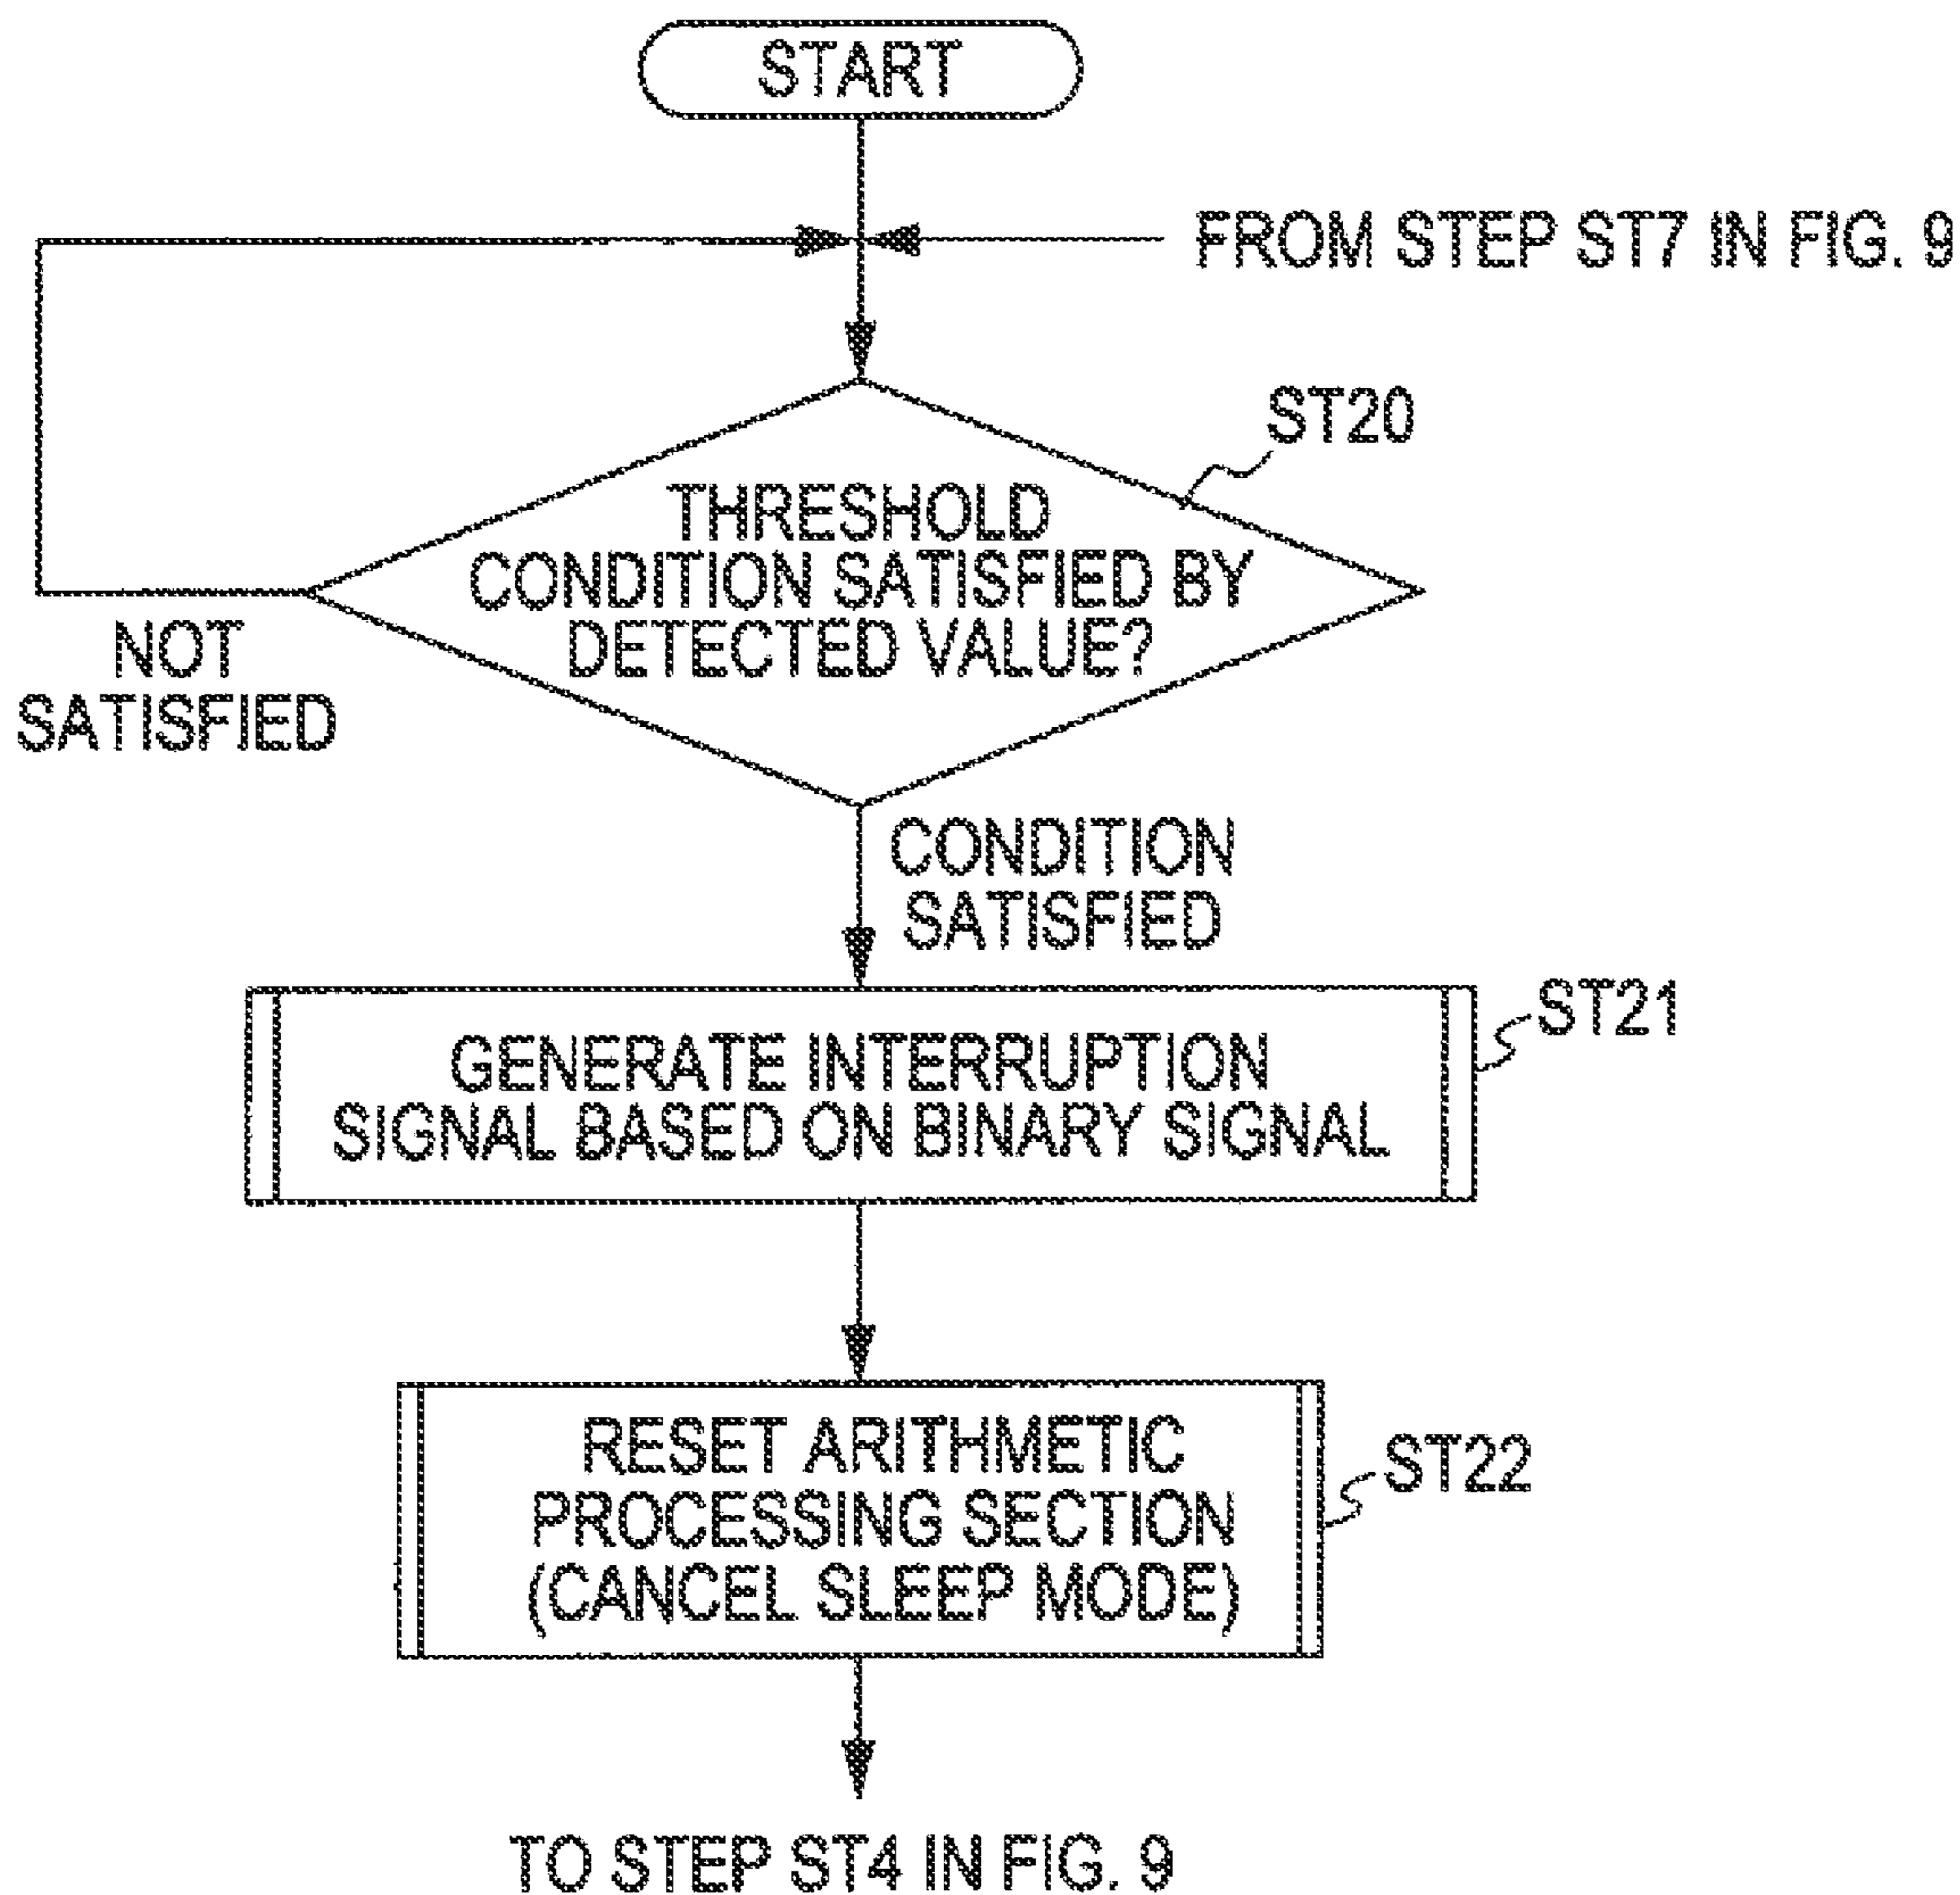 START
FROM STEP ST7 IN FIG. 9
ST20
THRESHOLD
CONDITION SATISFIED BY
DETECTED VALUE?
NOT
SATISFIED
CONDITION
SATISFIED
ST21
GENERATE INTERRUPTION
SIGNAL BASED ON BINARY SIGNAL
RESET ARITHMETIC
PROCESSING SECTION
(CANCEL SLEEP MODE)
ST22
TO STEP ST4 IN FIG. 9